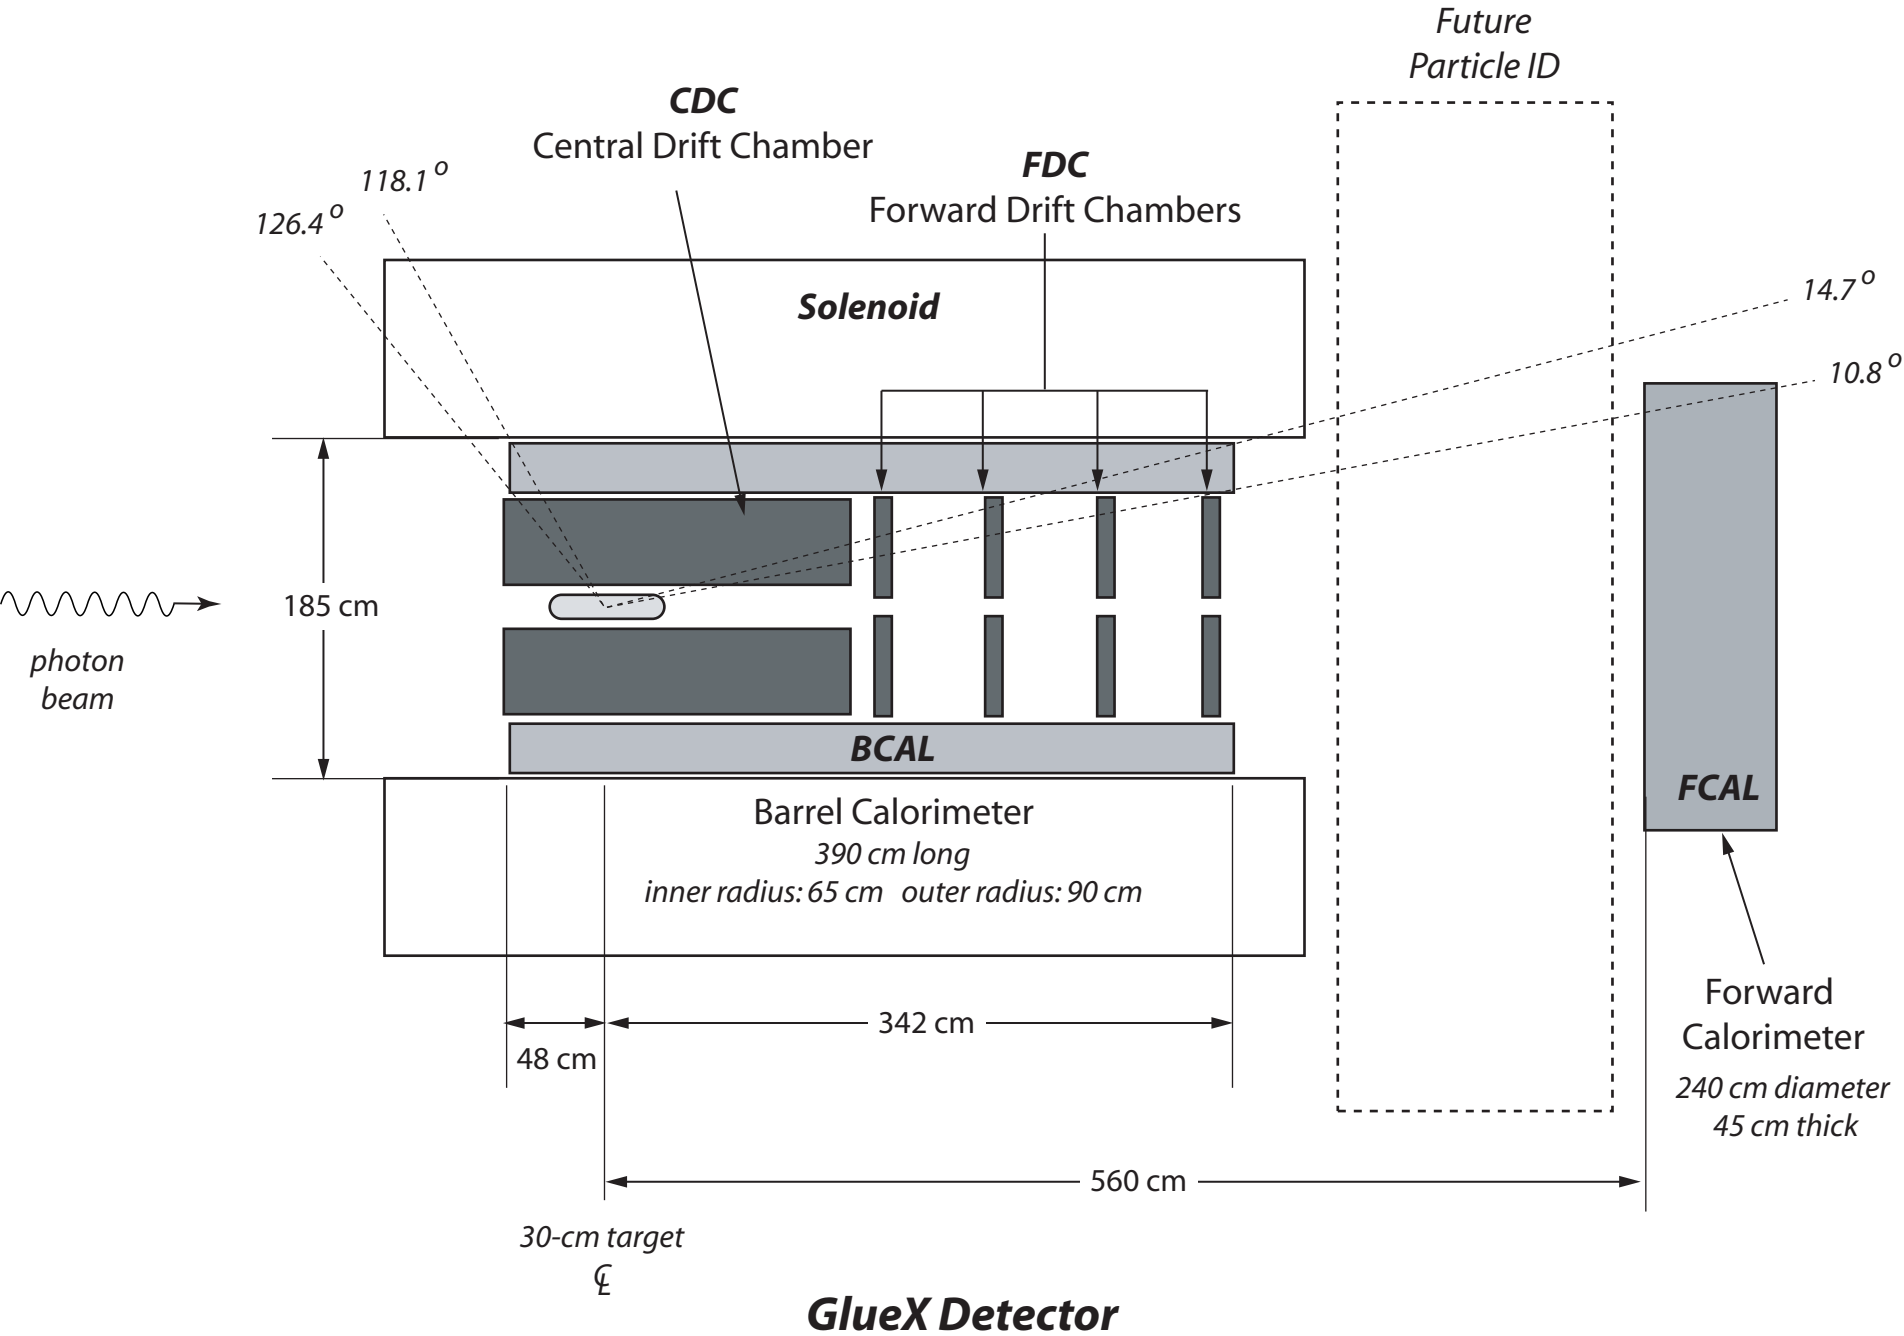 Future
Particle ID
CDC
Central Drift Chamber
FDC
Forward Drift Chambers
118.1 o
126.4 o
Solenoid
14.7 o
10.8 o
185 cm
photon
beam
BCAL
Barrel Calorimeter
390 cm long
inner radius: 65 cm outer radius: 90 cm
FCAL
Forward
Calorimeter
240 cm diameter
45 cm thick
342 cm
48 cm
560 cm
30-cm target
℄
GlueX Detector